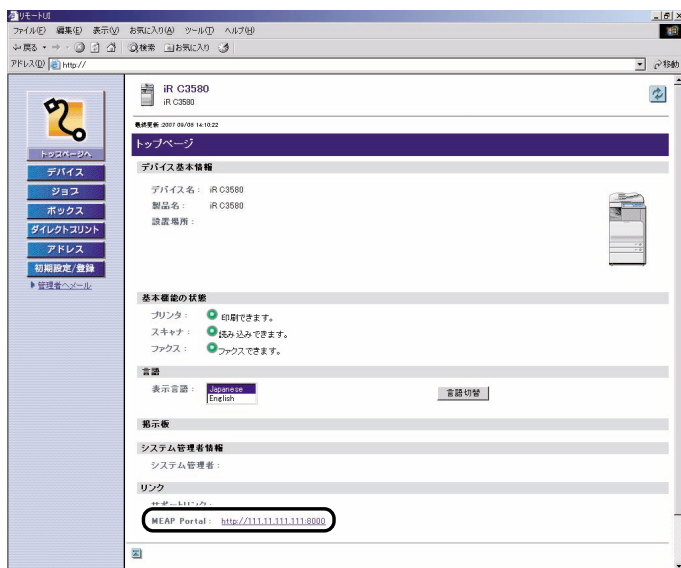 リモートUI
ファイル(F) 編集(E) 表示(V) お気に入り(A) ツール(T) ヘルプ(H)
戻る 検索 お気に入り
アドレス(D) http:// 移動
iR C3580
iR C3580
最終更新 :2007 09/08 14:10:22
トップページへ
トップページ
デバイス
ジョブ
ボックス
ダイレクトプリント
アドレス
初期設定/登録
管理者へメール
デバイス基本情報
デバイス名 : iR C3580
製品名 : iR C3580
設置場所 :
基本機能の状態
プリンタ : 印刷できます。
スキャナ : 読み込みできます。
ファクス : ファクスできます。
言語
表示言語 : Japanese
English
言語切替
掲示板
システム管理者情報
システム管理者 :
リンク
サポートリンク :
MEAP Portal : http://111.11.111.111:8000